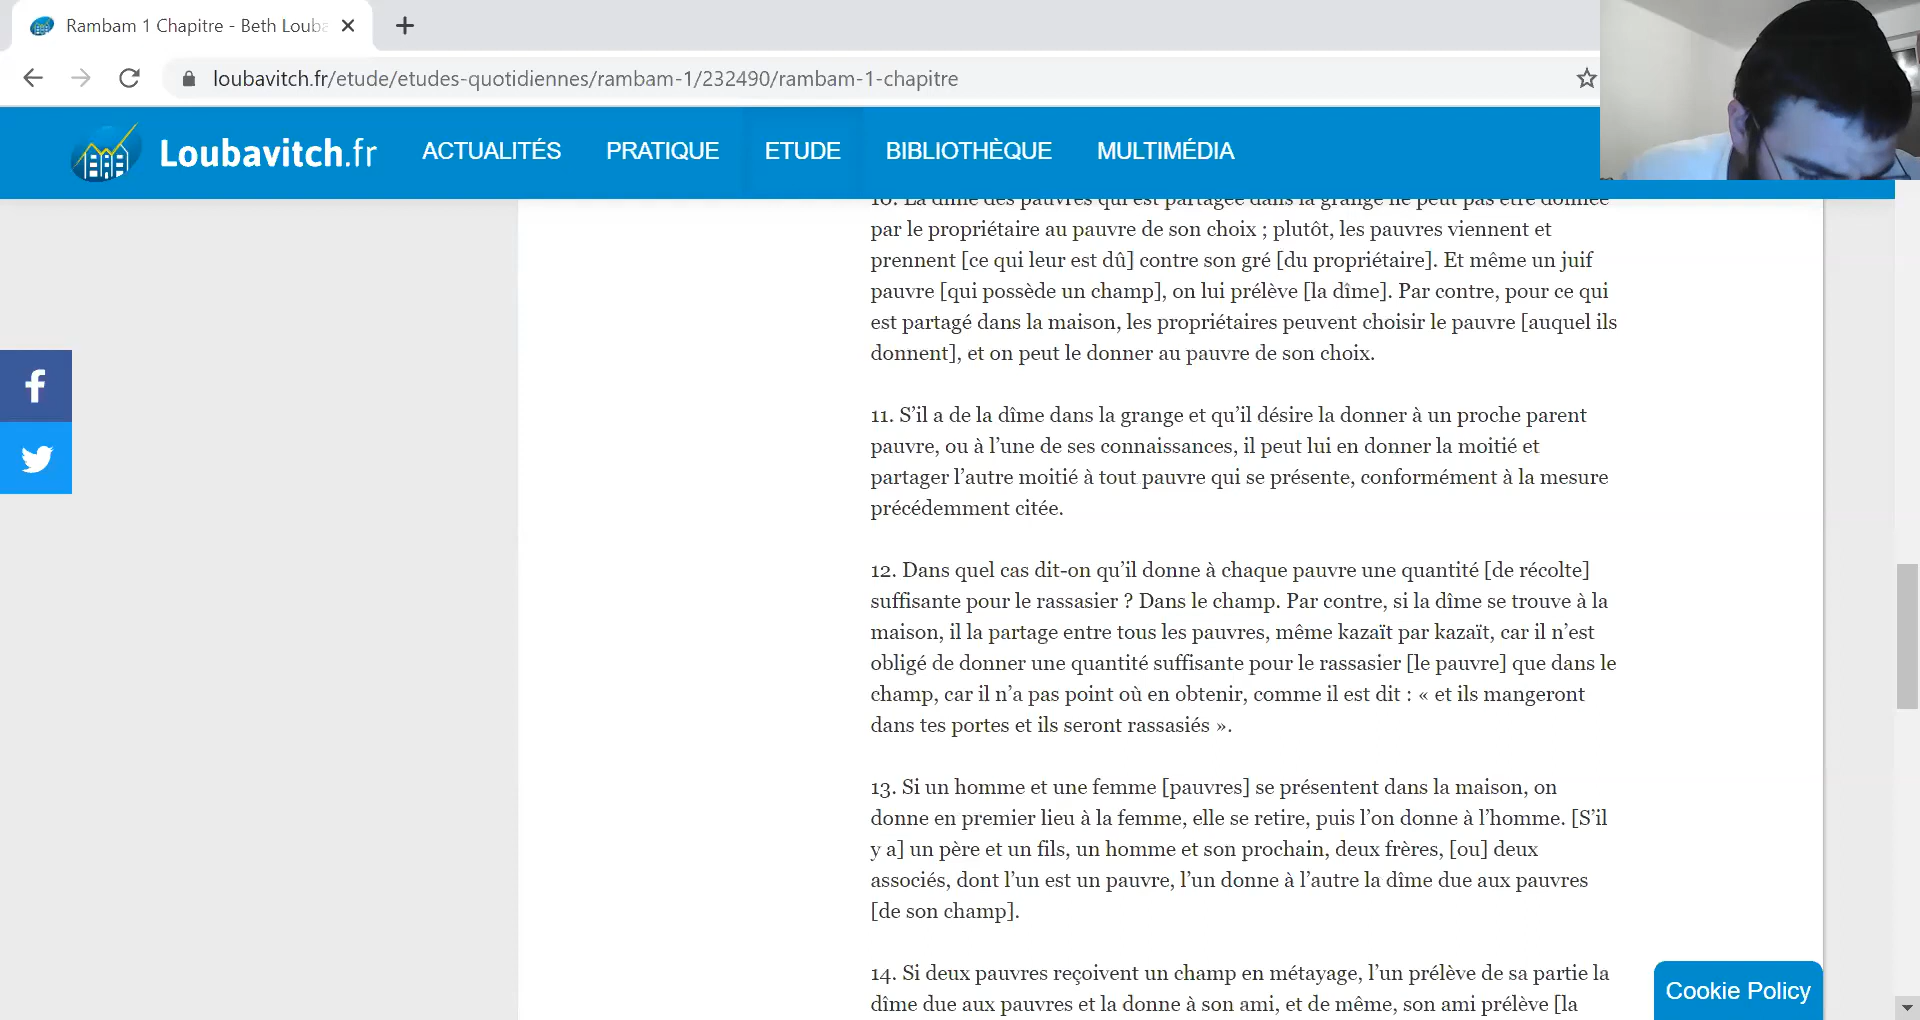 Rambam 1 Chapitre - Beth Louba
loubavitch.fr/etude/etudes-quotidiennes/rambam-1/232490/rambam-1-chapitre
Loubavitch.fr ACTUALITÉS PRATIQUE ETUDE BIBLIOTHÈQUE MULTIMÉDIA
10. La dîme des pauvres qui est partagée dans la grange ne peut pas être donnée
par le propriétaire au pauvre de son choix ; plutôt, les pauvres viennent et
prennent [ce qui leur est dû] contre son gré [du propriétaire]. Et même un juif
pauvre [qui possède un champ], on lui prélève [la dîme]. Par contre, pour ce qui
est partagé dans la maison, les propriétaires peuvent choisir le pauvre [auquel ils
donnent], et on peut le donner au pauvre de son choix.
11. S’il a de la dîme dans la grange et qu’il désire la donner à un proche parent
pauvre, ou à l’une de ses connaissances, il peut lui en donner la moitié et
partager l’autre moitié à tout pauvre qui se présente, conformément à la mesure
précédemment citée.
12. Dans quel cas dit-on qu’il donne à chaque pauvre une quantité [de récolte]
suffisante pour le rassasier ? Dans le champ. Par contre, si la dîme se trouve à la
maison, il la partage entre tous les pauvres, même kazaït par kazaït, car il n’est
obligé de donner une quantité suffisante pour le rassasier [le pauvre] que dans le
champ, car il n’a pas point où en obtenir, comme il est dit : « et ils mangeront
dans tes portes et ils seront rassasiés ».
13. Si un homme et une femme [pauvres] se présentent dans la maison, on
donne en premier lieu à la femme, elle se retire, puis l’on donne à l’homme. [S’il
y a] un père et un fils, un homme et son prochain, deux frères, [ou] deux
associés, dont l’un est un pauvre, l’un donne à l’autre la dîme due aux pauvres
[de son champ].
14. Si deux pauvres reçoivent un champ en métayage, l’un prélève de sa partie la
dîme due aux pauvres et la donne à son ami, et de même, son ami prélève [la
Cookie Policy